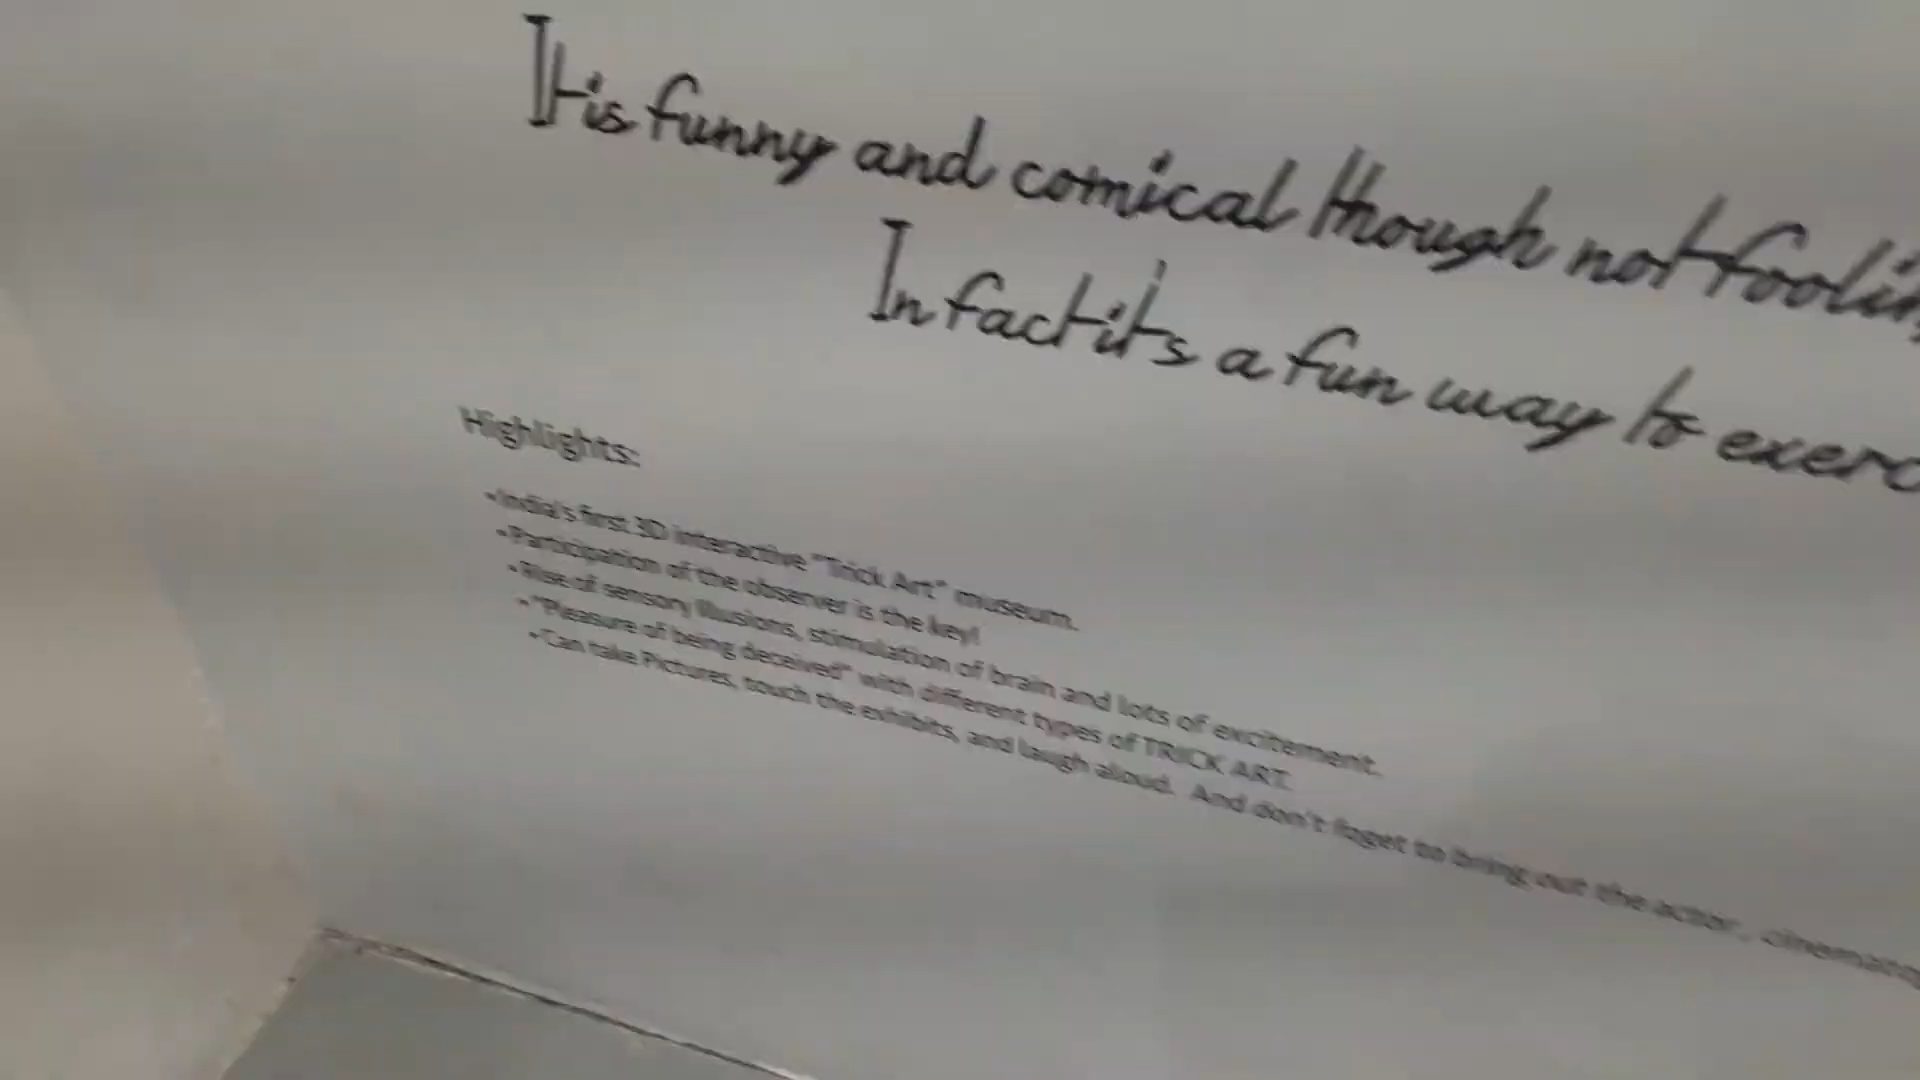 It is funny and comical though not foolin
In fact it's a fun way to exerc
Highlights:
•India's first 3D interactive "Trick Art" museum.
•Participation of the observer is the key!
•Rise of sensory illusions, stimulation of brain and lots of excitement.
•"Pleasure of being deceived" with different types of TRICK ART.
•Can take Pictures, touch the exhibits, and laugh aloud. And don't foget to bring out the actor, cinematog